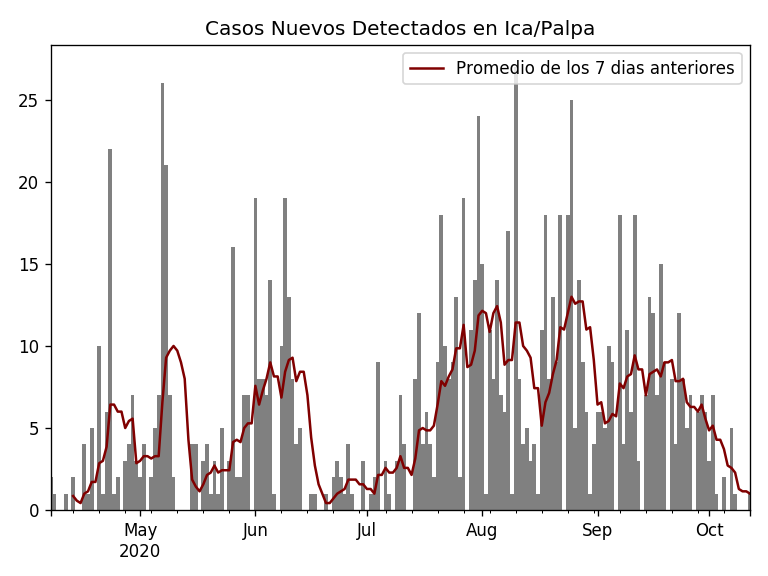 Casos Nuevos Detectados en Ica/Palpa
Promedio de los 7 dias anteriores
25
20
15
10
5
0
May Jun Jul Aug Sep Oct
2020